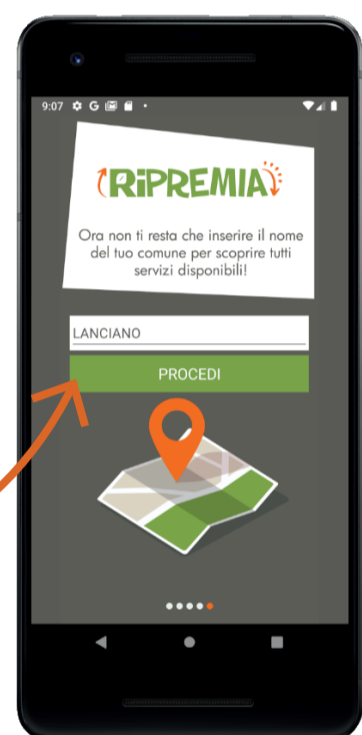 9:07
RiPREMIA
Ora non ti resta che inserire il nome
del tuo comune per scoprire tutti
servizi disponibili!
LANCIANO
PROCEDI